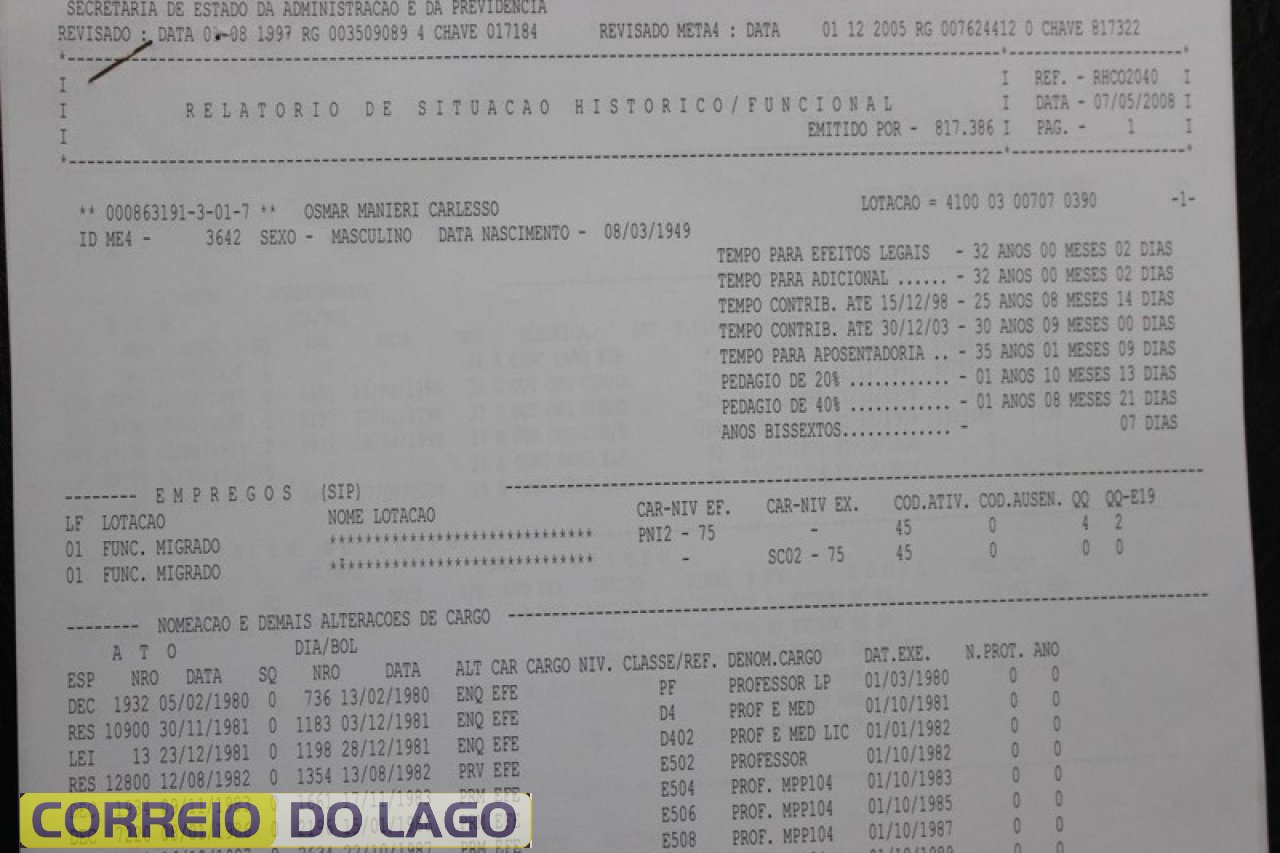 SECRETARIA DE ESTADO DA ADMINISTRACAO E DA PREVIDENCIA
REVISADO : DATA 01-08 1997 RG 003509089 4 CHAVE 017184 REVISADO META4 : DATA 01 12 2005 RG 007624412 0 CHAVE 817322
I I REF. - RHCO2040 I
I R E L A T O R I O D E S I T U A C A O H I S T O R I C O / F U N C I O N A L I DATA - 07/05/2008 I
I EMITIDO POR - 817.386 I PAG. - 1 I
** 000863191-3-01-7 ** OSMAR MANIERI CARLESSO LOTACAO = 4100 03 00707 0390 -1-
ID ME4 - 3642 SEXO - MASCULINO DATA NASCIMENTO - 08/03/1949
TEMPO PARA EFEITOS LEGAIS - 32 ANOS 00 MESES 02 DIAS
TEMPO PARA ADICIONAL ...... - 32 ANOS 00 MESES 02 DIAS
TEMPO CONTRIB. ATE 15/12/98 - 25 ANOS 08 MESES 14 DIAS
TEMPO CONTRIB. ATE 30/12/03 - 30 ANOS 09 MESES 00 DIAS
TEMPO PARA APOSENTADORIA .. - 35 ANOS 01 MESES 09 DIAS
PEDAGIO DE 20% ............ - 01 ANOS 10 MESES 13 DIAS
PEDAGIO DE 40% ............ - 01 ANOS 08 MESES 21 DIAS
ANOS BISSEXTOS............. - 07 DIAS
-------- E M P R E G O S (SIP) --------
LF LOTACAO NOME LOTACAO CAR-NIV EF. CAR-NIV EX. COD.ATIV. COD.AUSEN. QQ QQ-E19
01 FUNC. MIGRADO ****************************** PNI2 - 75 - 45 0 4 2
01 FUNC. MIGRADO ****************************** - SC02 - 75 45 0 0 0
-------- NOMEACAO E DEMAIS ALTERACOES DE CARGO --------
A T O DIA/BOL
ESP NRO DATA SQ NRO DATA ALT CAR CARGO NIV. CLASSE/REF. DENOM.CARGO DAT.EXE. N.PROT. ANO
DEC 1932 05/02/1980 0 736 13/02/1980 ENQ EFE PF PROFESSOR LP 01/03/1980 0 0
RES 10900 30/11/1981 0 1183 03/12/1981 ENQ EFE D4 PROF E MED 01/10/1981 0 0
LEI 13 23/12/1981 0 1198 28/12/1981 ENQ EFE D402 PROF E MED LIC 01/01/1982 0 0
RES 12800 12/08/1982 0 1354 13/08/1982 PRV EFE E502 PROFESSOR 01/10/1982 0 0
E504 PROF. MPP104 01/10/1983 0 0
E506 PROF. MPP104 01/10/1985 0 0
E508 PROF. MPP104 01/10/1987 0 0
CORREIO DO LAGO